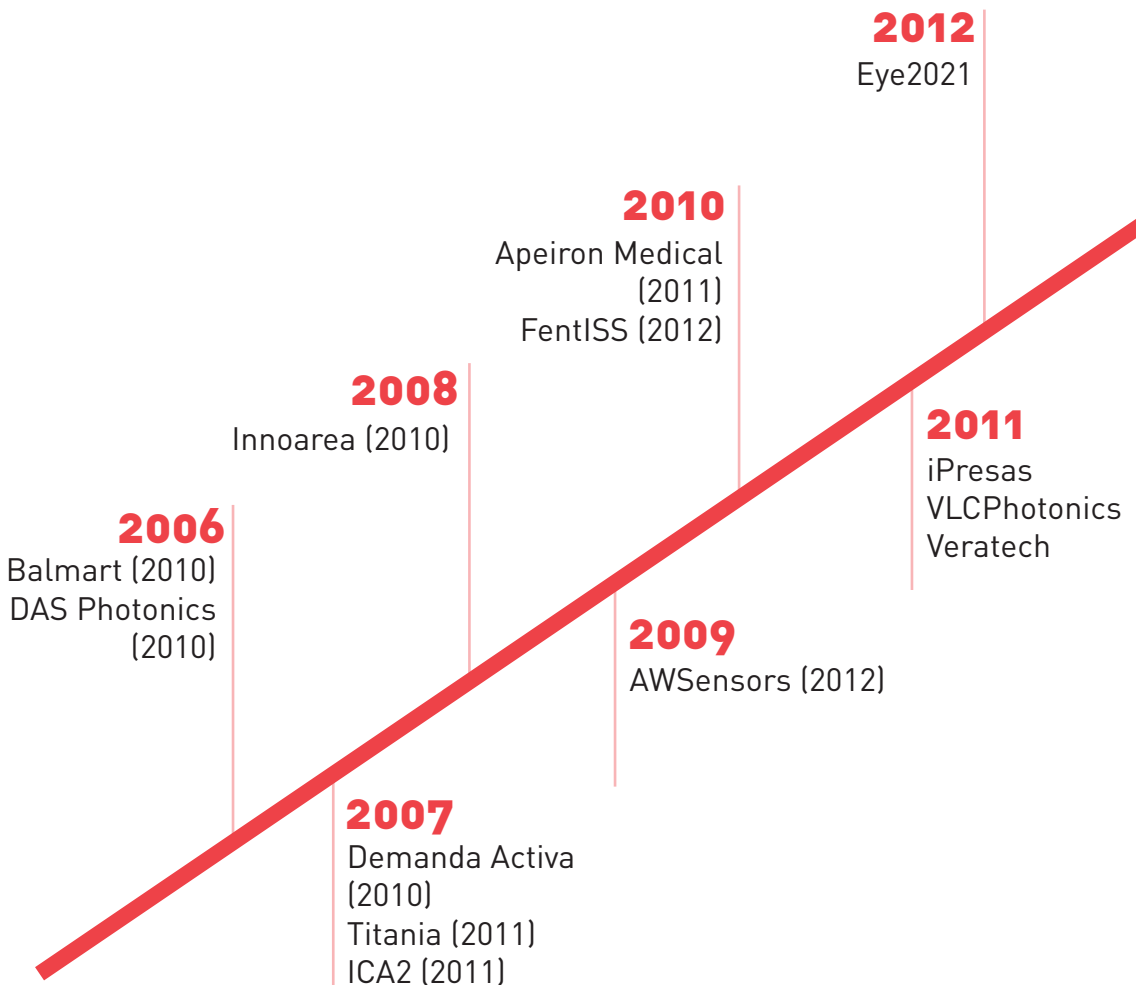 2012
Eye2021
2010
Apeiron Medical
(2011)
FentISS (2012)
2008
Innoarea (2010)
2011
iPresas
VLCPhotonics
Veratech
2006
Balmart (2010)
DAS Photonics
(2010)
2009
AWSensors (2012)
2007
Demanda Activa
(2010)
Titania (2011)
ICA2 (2011)